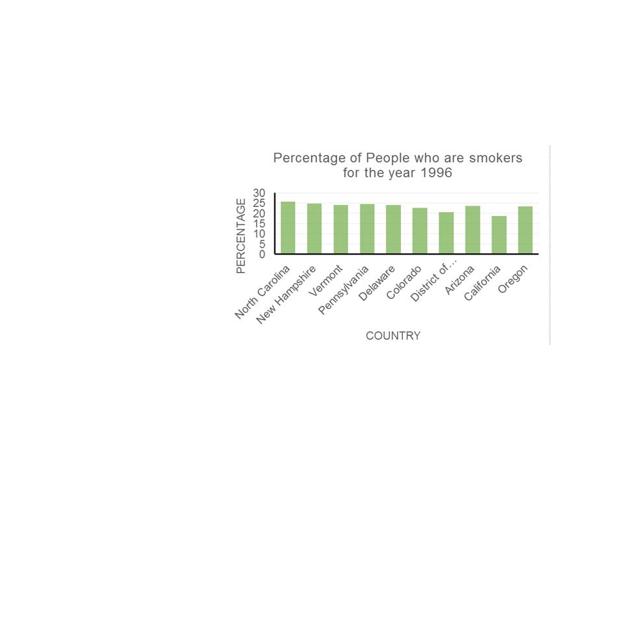 Percentage of People who are smokers
for the year 1996
PERCENTAGE
30
25
20
15
10
5
0
North Carolina
New Hampshire
Vermont
Pennsylvania
Delaware
Colorado
District of...
Arizona
California
Oregon
COUNTRY